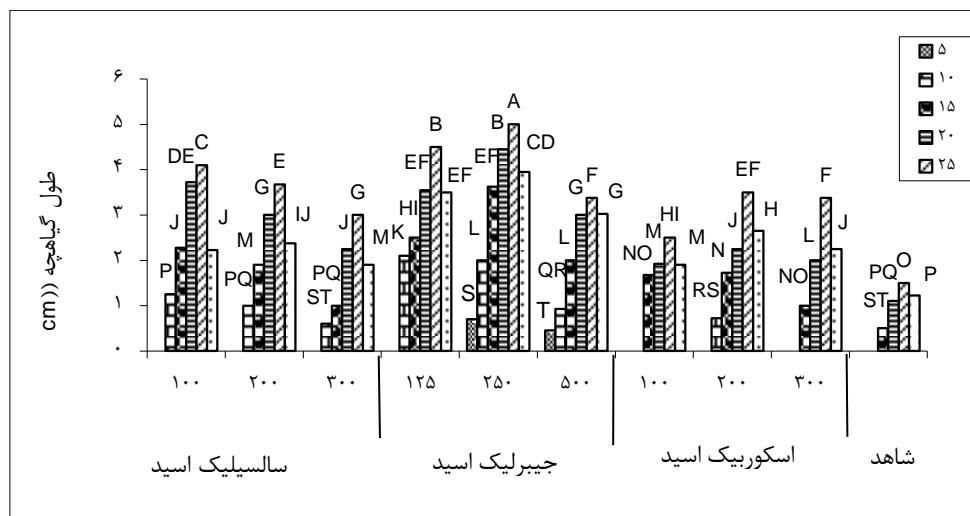 ۵
۱۰
۱۵
۲۰
۲۵
طول گیاهچه ((cm
۶
۵
۴
۳
۲
۱
۰
P J DE C J
PQ M G E IJ
ST PQ J G M
K HI EF B EF
S L EF B A CD
T QR L G F G
NO M HI M
RS N J EF H
NO L F J
ST PQ O P
۱۰۰ ۲۰۰ ۳۰۰ ۱۲۵ ۲۵۰ ۵۰۰ ۱۰۰ ۲۰۰ ۳۰۰
سالسیلیک اسید جیبرلیک اسید اسکوربیک اسید شاهد